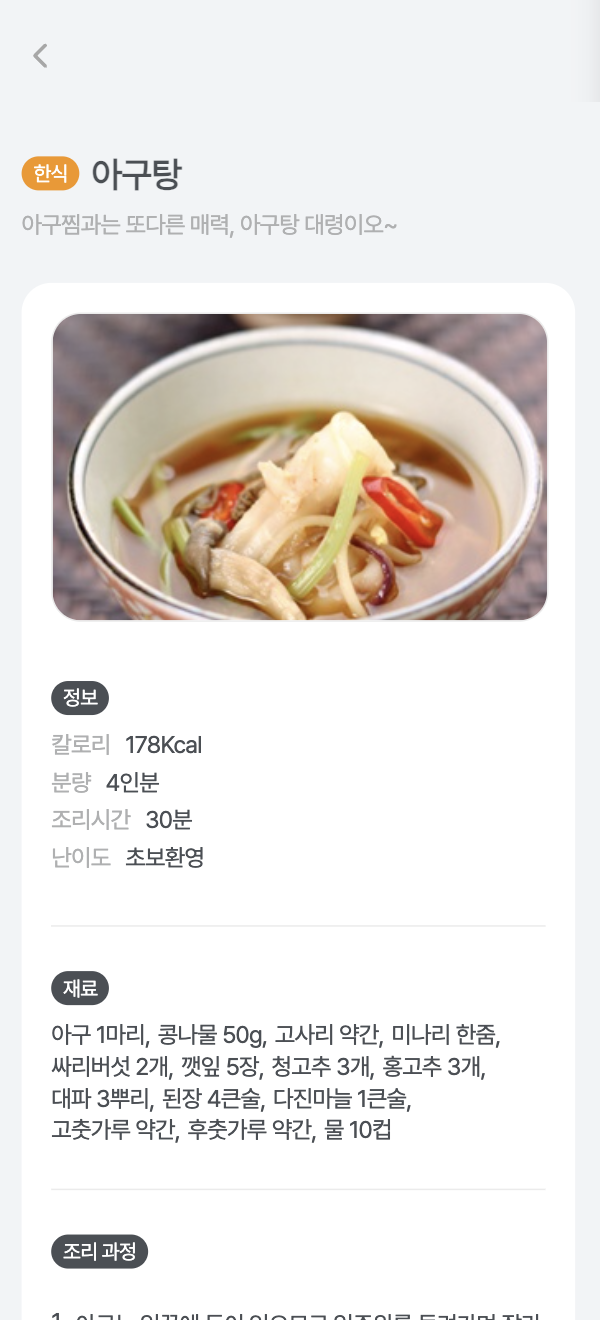 한식 아구탕
아구찜과는 또다른 매력, 아구탕 대령이오~
정보
칼로리 178Kcal
분량 4인분
조리시간 30분
난이도 초보환영
재료
아구 1마리, 콩나물 50g, 고사리 약간, 미나리 한줌,
싸리버섯 2개, 깻잎 5장, 청고추 3개, 홍고추 3개,
대파 3뿌리, 된장 4큰술, 다진마늘 1큰술,
고춧가루 약간, 후춧가루 약간, 물 10컵
조리 과정